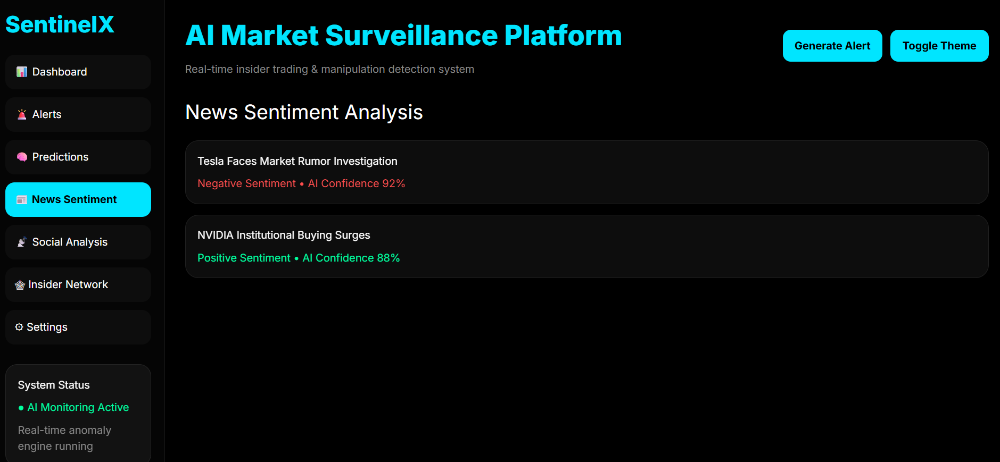 SentinelX
📊 Dashboard
🚨 Alerts
🧠 Predictions
📰 News Sentiment
📡 Social Analysis
🕸 Insider Network
⚙ Settings
System Status
● AI Monitoring Active
Real-time anomaly
engine running
AI Market Surveillance Platform
Real-time insider trading & manipulation detection system
Generate Alert
Toggle Theme
News Sentiment Analysis
Tesla Faces Market Rumor Investigation
Negative Sentiment • AI Confidence 92%
NVIDIA Institutional Buying Surges
Positive Sentiment • AI Confidence 88%